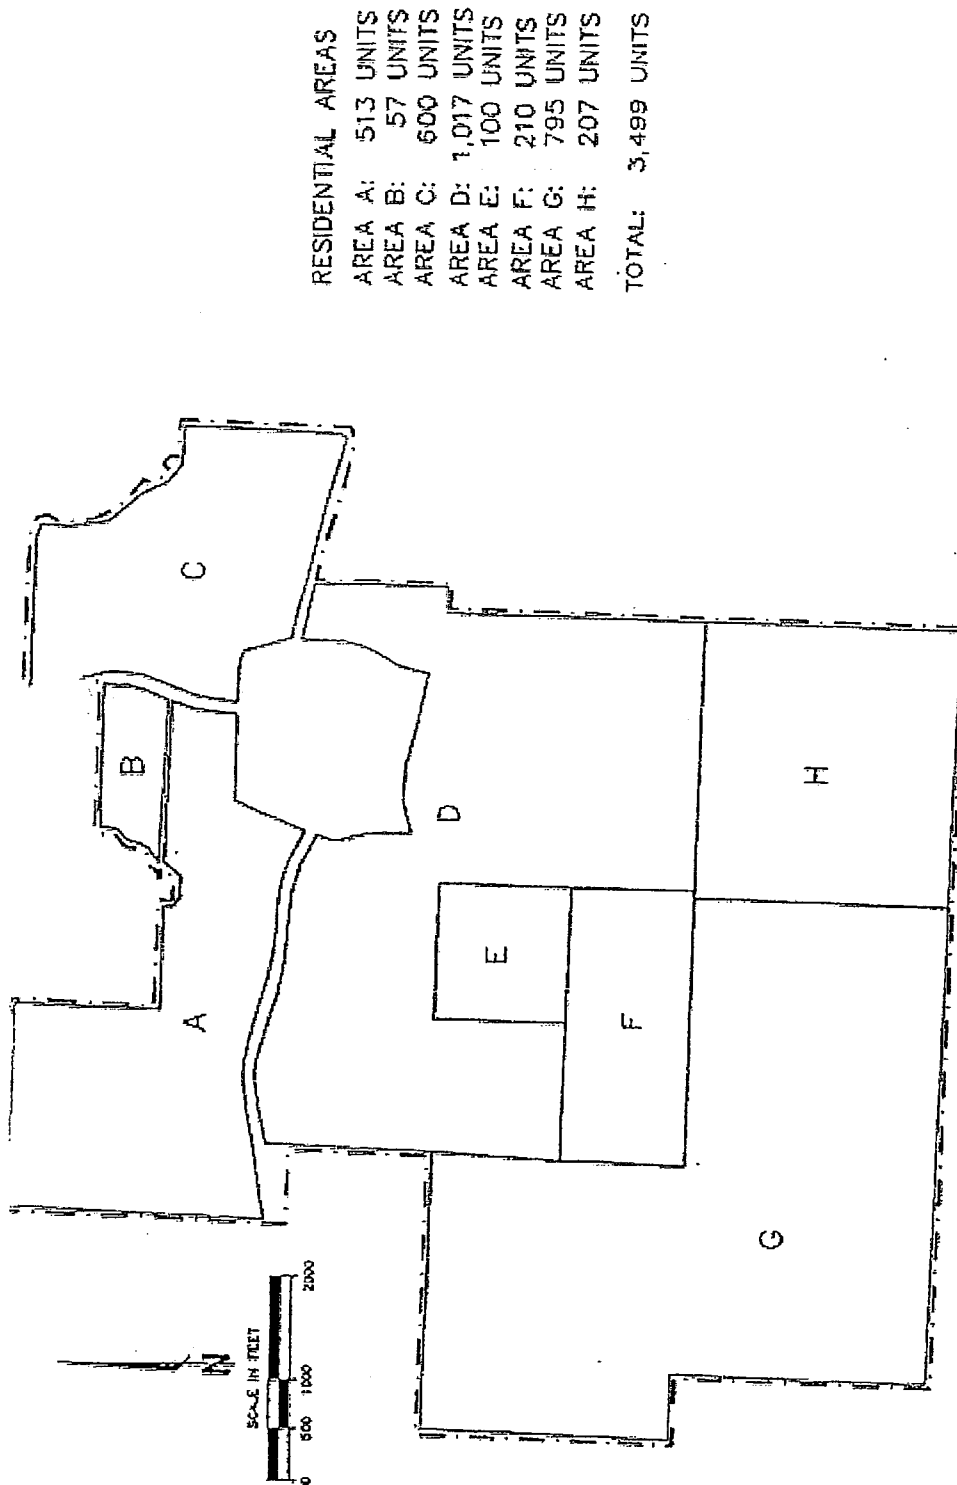 RESIDENTIAL AREAS
AREA A: 513 UNITS
AREA B: 57 UNITS
AREA C: 600 UNITS
AREA D: 1,017 UNITS
AREA E: 100 UNITS
AREA F: 210 UNITS
AREA G: 795 UNITS
AREA H: 207 UNITS
TOTAL: 3,499 UNITS
C
B
A
D
E
F
H
G
N
SCALE IN FEET
0 500 1000 2000